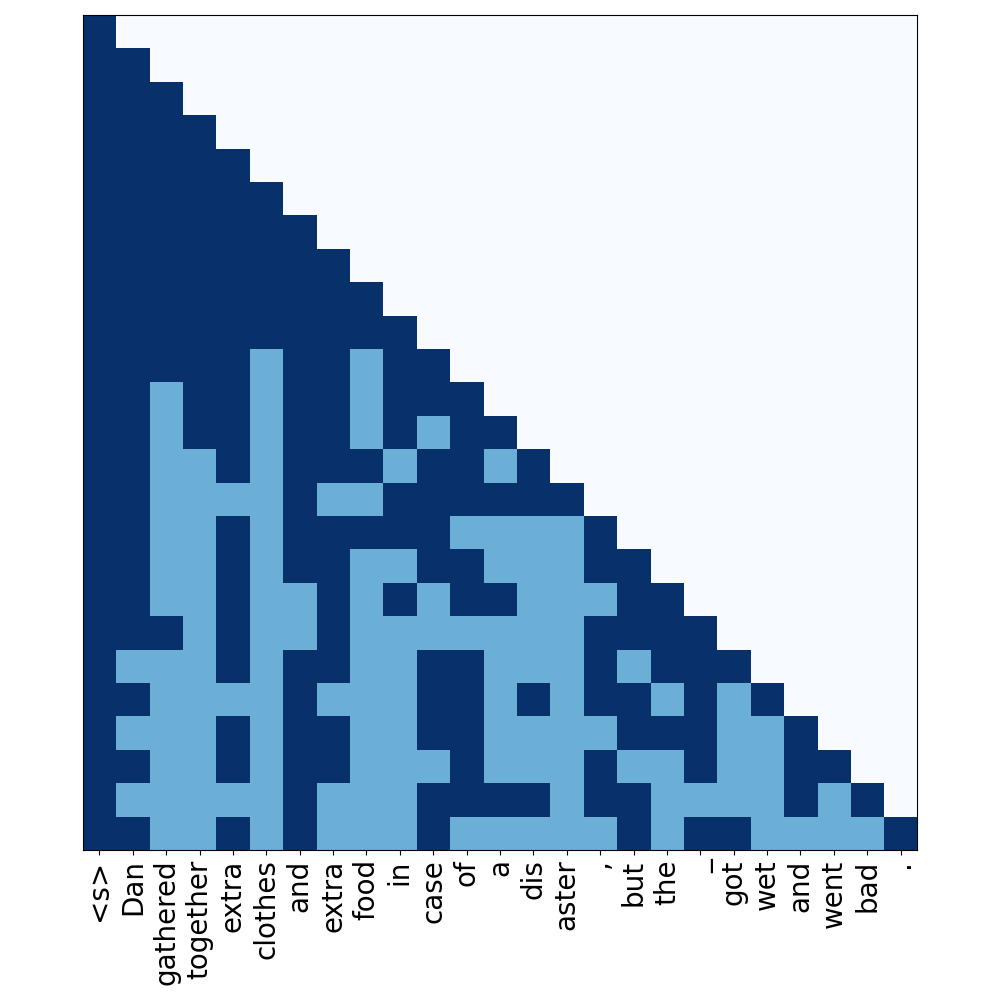 <s> Dan gathered together extra clothes and extra food in case of a dis aster , but the _ got wet and went bad .